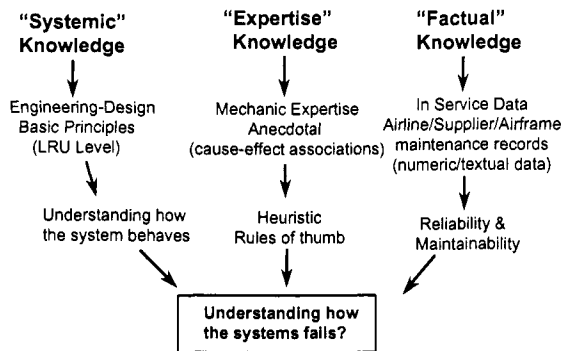 "Systemic"
Knowledge
"Expertise"
Knowledge
"Factual"
Knowledge
Engineering-Design
Basic Principles
(LRU Level)
Mechanic Expertise
Anecdotal
(cause-effect associations)
In Service Data
Airline/Supplier/Airframe
maintenance records
(numeric/textual data)
Understanding how
the system behaves
Heuristic
Rules of thumb
Reliability &
Maintainability
Understanding how
the systems fails?